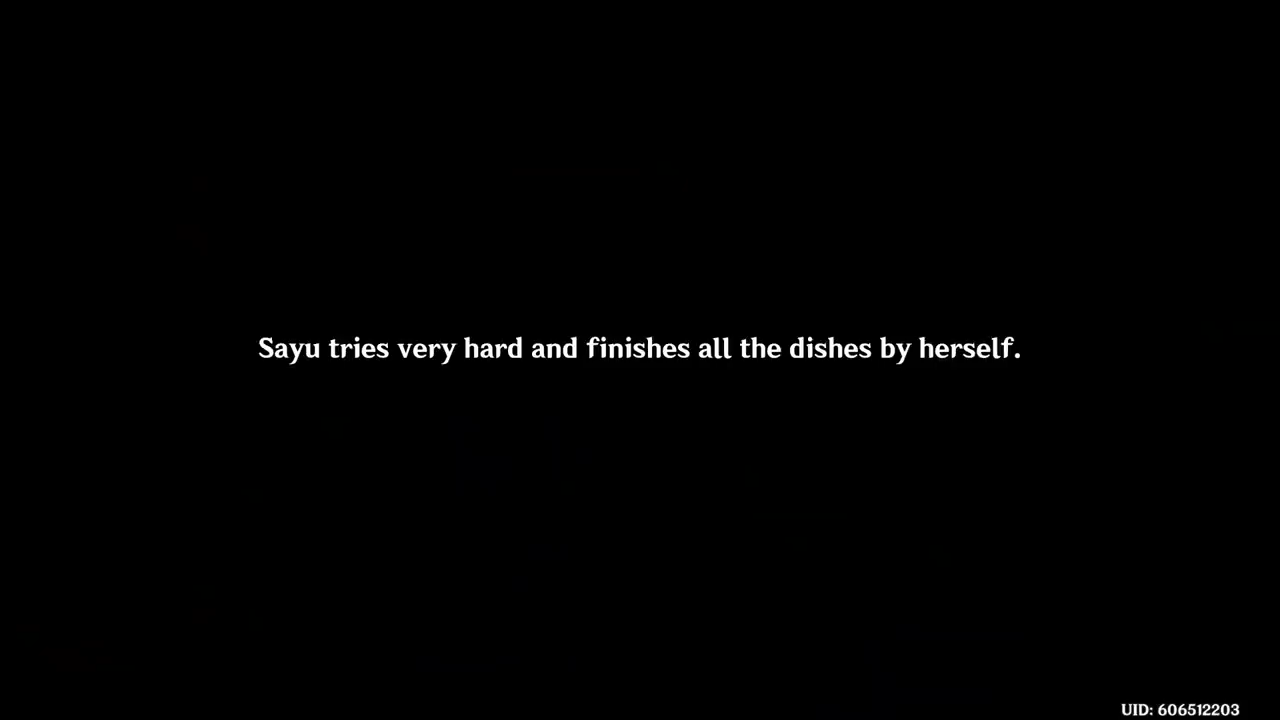 Sayu tries very hard and finishes all the dishes by herself.
UID: 606512203